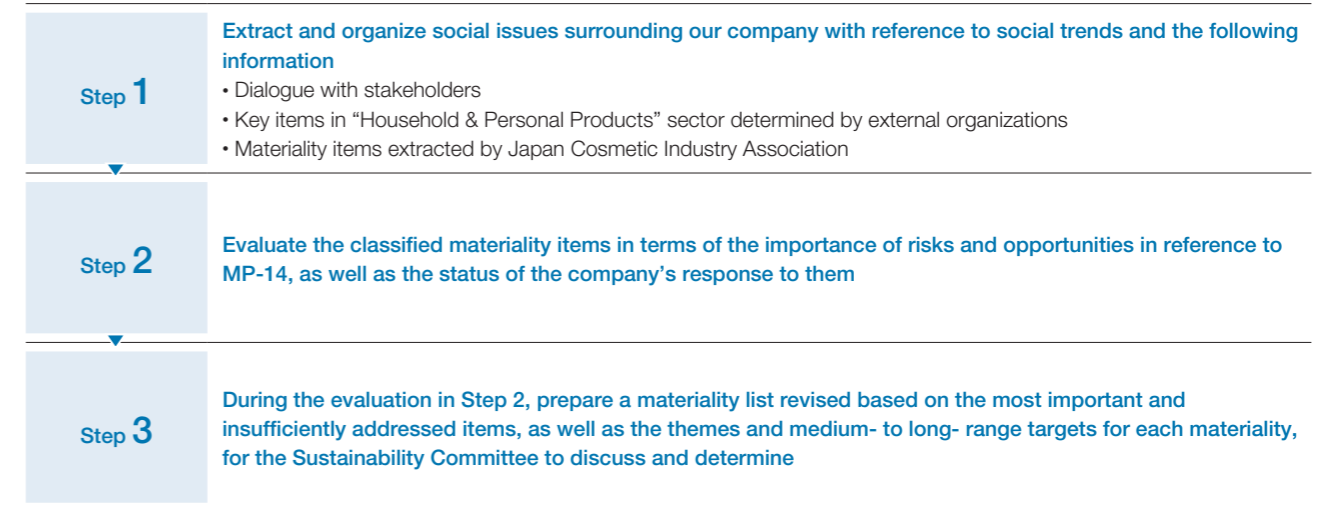 Step 1
Extract and organize social issues surrounding our company with reference to social trends and the following
information
• Dialogue with stakeholders
• Key items in “Household & Personal Products” sector determined by external organizations
• Materiality items extracted by Japan Cosmetic Industry Association
Step 2
Evaluate the classified materiality items in terms of the importance of risks and opportunities in reference to
MP-14, as well as the status of the company’s response to them
Step 3
During the evaluation in Step 2, prepare a materiality list revised based on the most important and
insufficiently addressed items, as well as the themes and medium- to long- range targets for each materiality,
for the Sustainability Committee to discuss and determine